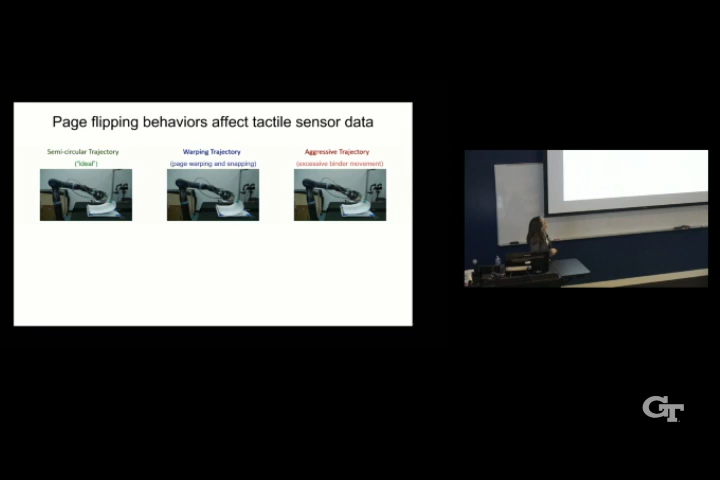 Page flipping behaviors affect tactile sensor data
Semi-circular Trajectory
("ideal")
Warping Trajectory
(page warping and snapping)
Aggressive Trajectory
(excessive binder movement)
GT